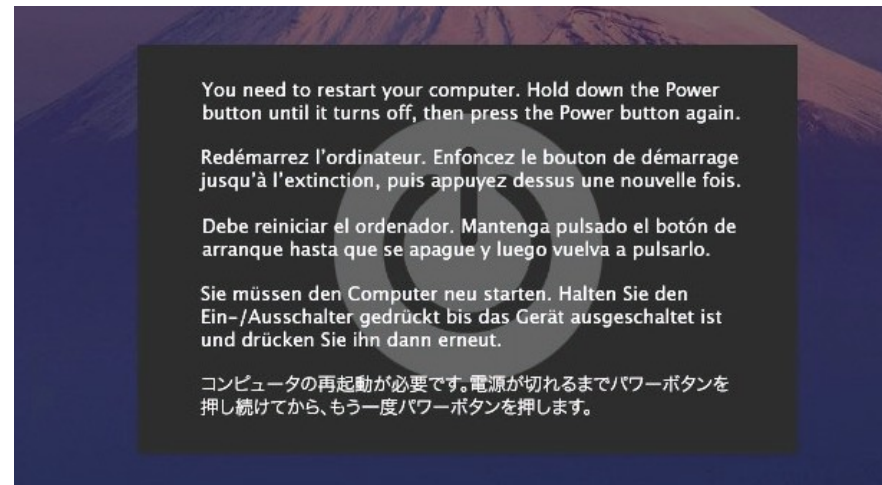 You need to restart your computer. Hold down the Power
button until it turns off, then press the Power button again.
Redémarrez l’ordinateur. Enfoncez le bouton de démarrage
jusqu’à l’extinction, puis appuyez dessus une nouvelle fois.
Debe reiniciar el ordenador. Mantenga pulsado el botón de
arranque hasta que se apague y luego vuelva a pulsarlo.
Sie müssen den Computer neu starten. Halten Sie den
Ein-/Ausschalter gedrückt bis das Gerät ausgeschaltet ist
und drücken Sie ihn dann erneut.
コンピュータの再起動が必要です。電源が切れるまでパワーボタンを
押し続けてから、もう一度パワーボタンを押します。